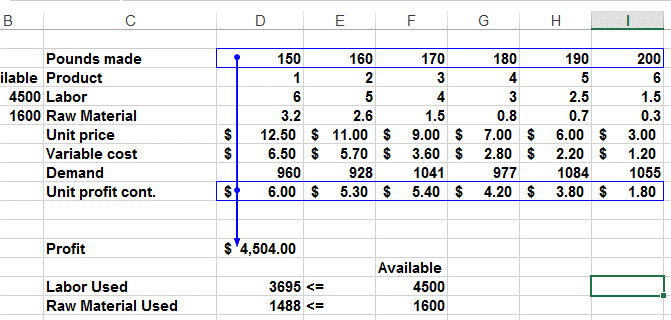 B C D E F G H I
Pounds made 150 160 170 180 190 200
ilable Product 1 2 3 4 5 6
4500 Labor 6 5 4 3 2.5 1.5
1600 Raw Material 3.2 2.6 1.5 0.8 0.7 0.3
Unit price $ 12.50 $ 11.00 $ 9.00 $ 7.00 $ 6.00 $ 3.00
Variable cost $ 6.50 $ 5.70 $ 3.60 $ 2.80 $ 2.20 $ 1.20
Demand 960 928 1041 977 1084 1055
Unit profit cont. $ 6.00 $ 5.30 $ 5.40 $ 4.20 $ 3.80 $ 1.80
Profit $ 4,504.00
Available
Labor Used 3695 <= 4500
Raw Material Used 1488 <= 1600